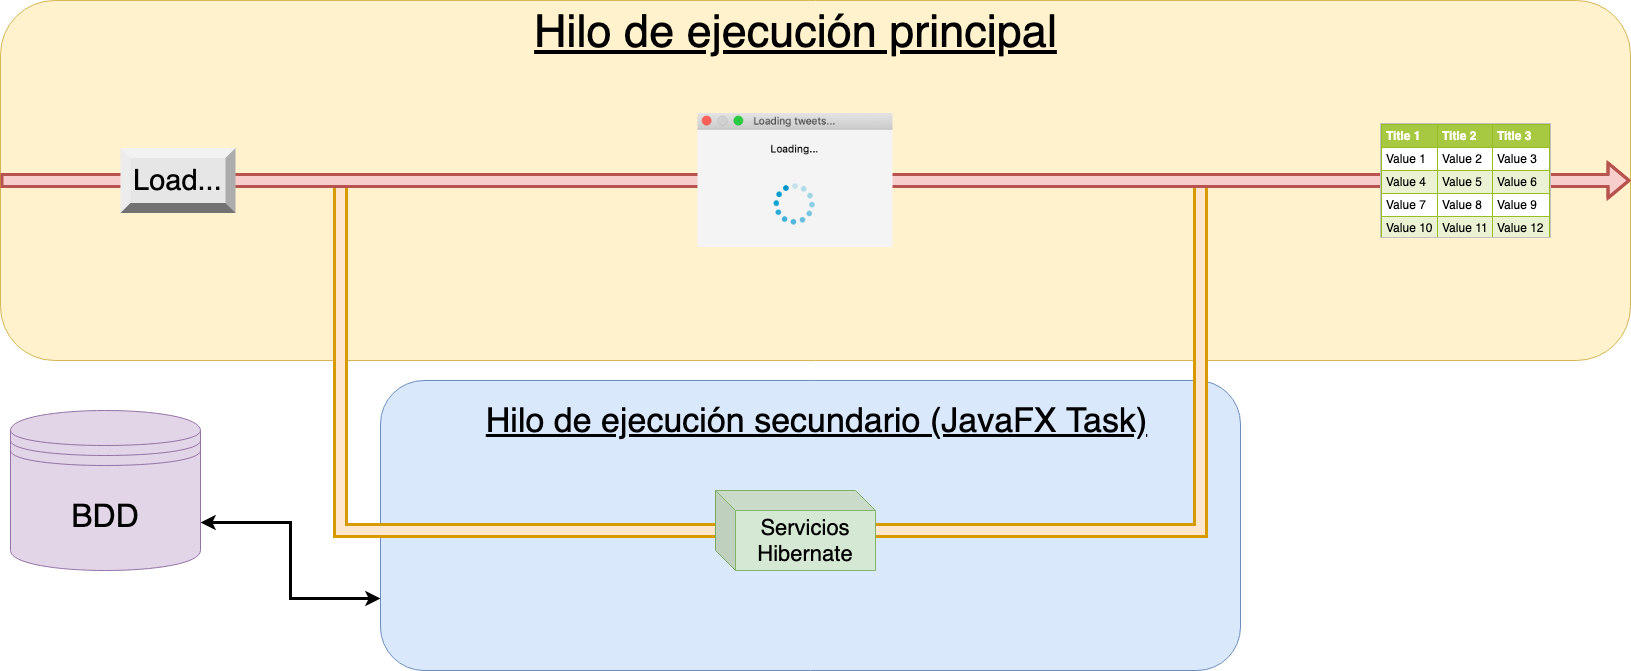 Hilo de ejecución principal
Loading tweets...
Loading...
Load...
Title 1 Title 2 Title 3
Value 1 Value 2 Value 3
Value 4 Value 5 Value 6
Value 7 Value 8 Value 9
Value 10 Value 11 Value 12
Hilo de ejecución secundario (JavaFX Task)
BDD
Servicios
Hibernate